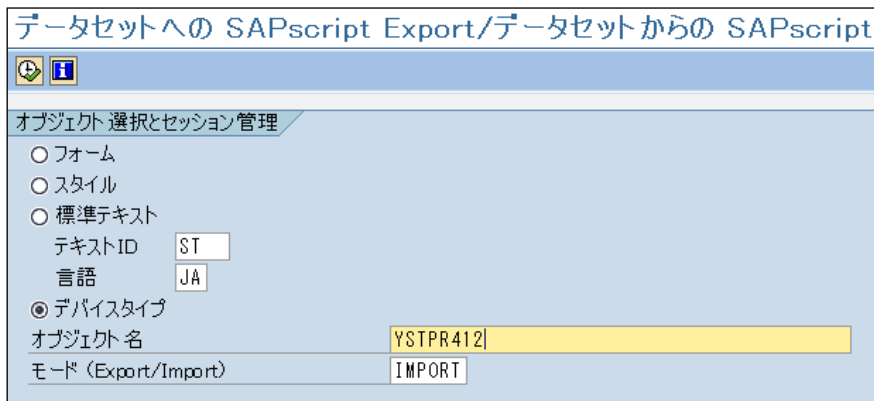 データセットへの SAPscript Export/データセットからの SAPscript
オブジェクト選択とセッション管理
フォーム
スタイル
標準テキスト
テキストID ST
言語 JA
デバイスタイプ
オブジェクト名 YSTPR412
モード (Export/Import) IMPORT